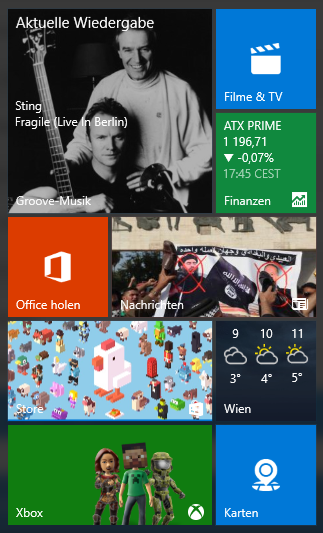 Aktuelle Wiedergabe
Sting
Fragile (Live In Berlin)
Groove-Musik
Filme & TV
ATX PRIME
1 196,71
▼ -0,07%
17:45 CEST
Finanzen
Office holen
Nachrichten
Store
9 10 11
3° 4° 5°
Wien
Xbox
Karten